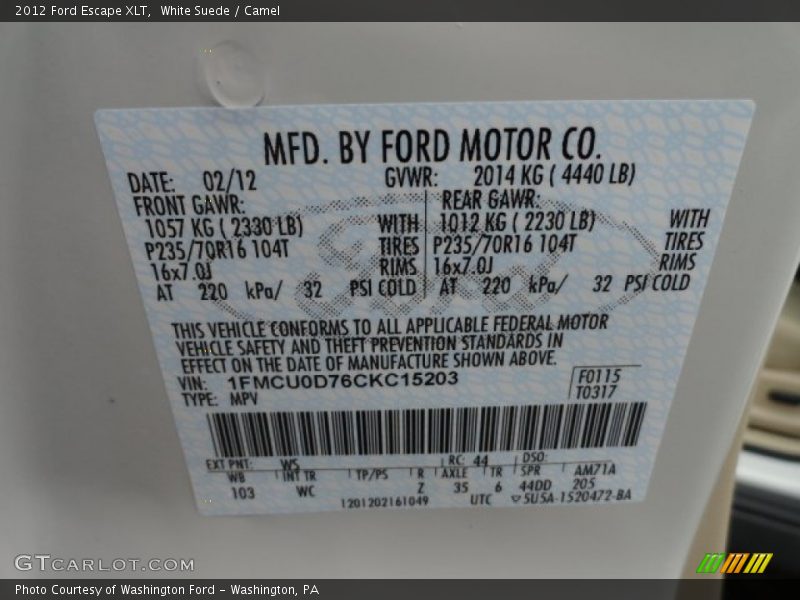 2012 Ford Escape XLT, White Suede / Camel
MFD. BY FORD MOTOR CO.
DATE: 02/12 GVWR: 2014 KG ( 4440 LB)
FRONT GAWR: REAR GAWR:
1057 KG ( 2330 LB) WITH 1012 KG ( 2230 LB) WITH
P235/70R16 104T TIRES P235/70R16 104T TIRES
16x7.0J RIMS 16x7.0J RIMS
AT 220 kPa/ 32 PSI COLD AT 220 kPa/ 32 PSI COLD
THIS VEHICLE CONFORMS TO ALL APPLICABLE FEDERAL MOTOR
VEHICLE SAFETY AND THEFT PREVENTION STANDARDS IN
EFFECT ON THE DATE OF MANUFACTURE SHOWN ABOVE.
VIN: 1FMCU0D76CKC15203 F0115
TYPE: MPV T0317
EXT PNT: WS RC: 44 DSO:
WB INT TR TP/PS R AXLE TR SPR AM71A
103 WC Z 35 6 44DD 205
1201202161049 UTC ▽5U5A-1520472-BA
GTCARLOT.COM
Photo Courtesy of Washington Ford - Washington, PA